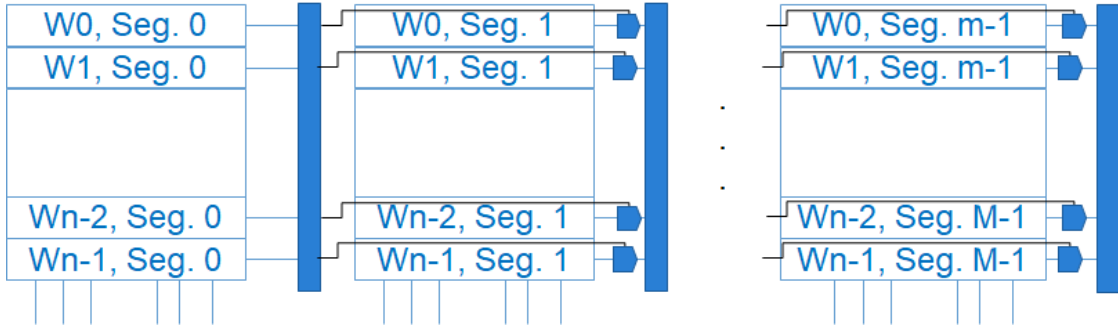 W0, Seg. 0
W1, Seg. 0
Wn-2, Seg. 0
Wn-1, Seg. 0
W0, Seg. 1
W1, Seg. 1
Wn-2, Seg. 1
Wn-1, Seg. 1
. . .
W0, Seg. m-1
W1, Seg. m-1
Wn-2, Seg. M-1
Wn-1, Seg. M-1